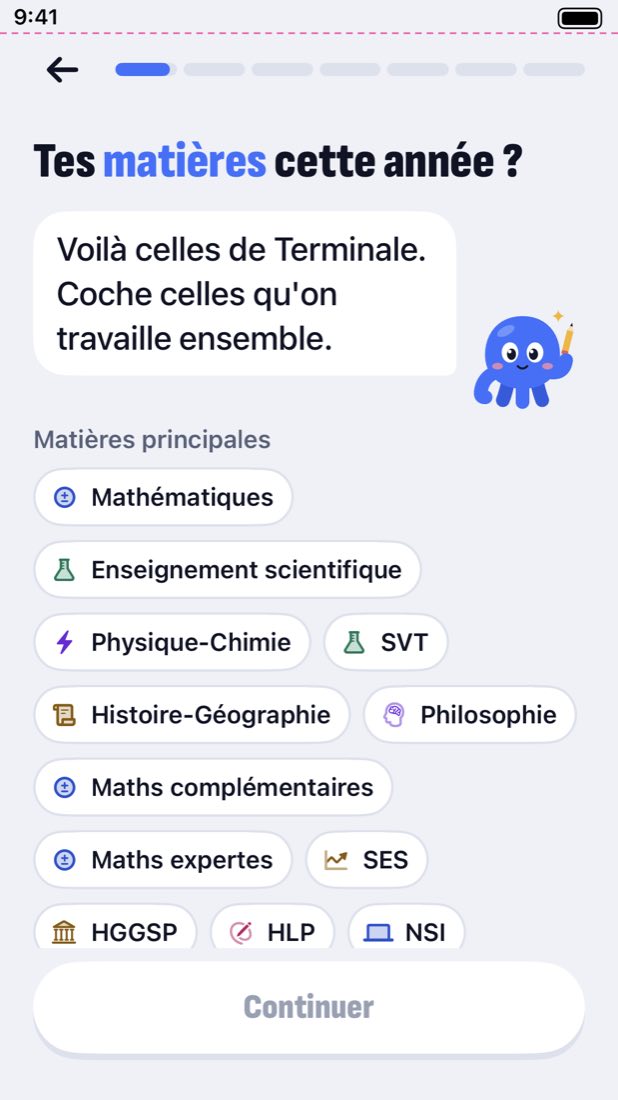 9:41
Tes matières cette année ?
Voilà celles de Terminale.
Coche celles qu'on
travaille ensemble.
Matières principales
Mathématiques
Enseignement scientifique
Physique-Chimie
SVT
Histoire-Géographie
Philosophie
Maths complémentaires
Maths expertes
SES
HGGSP
HLP
NSI
Continuer